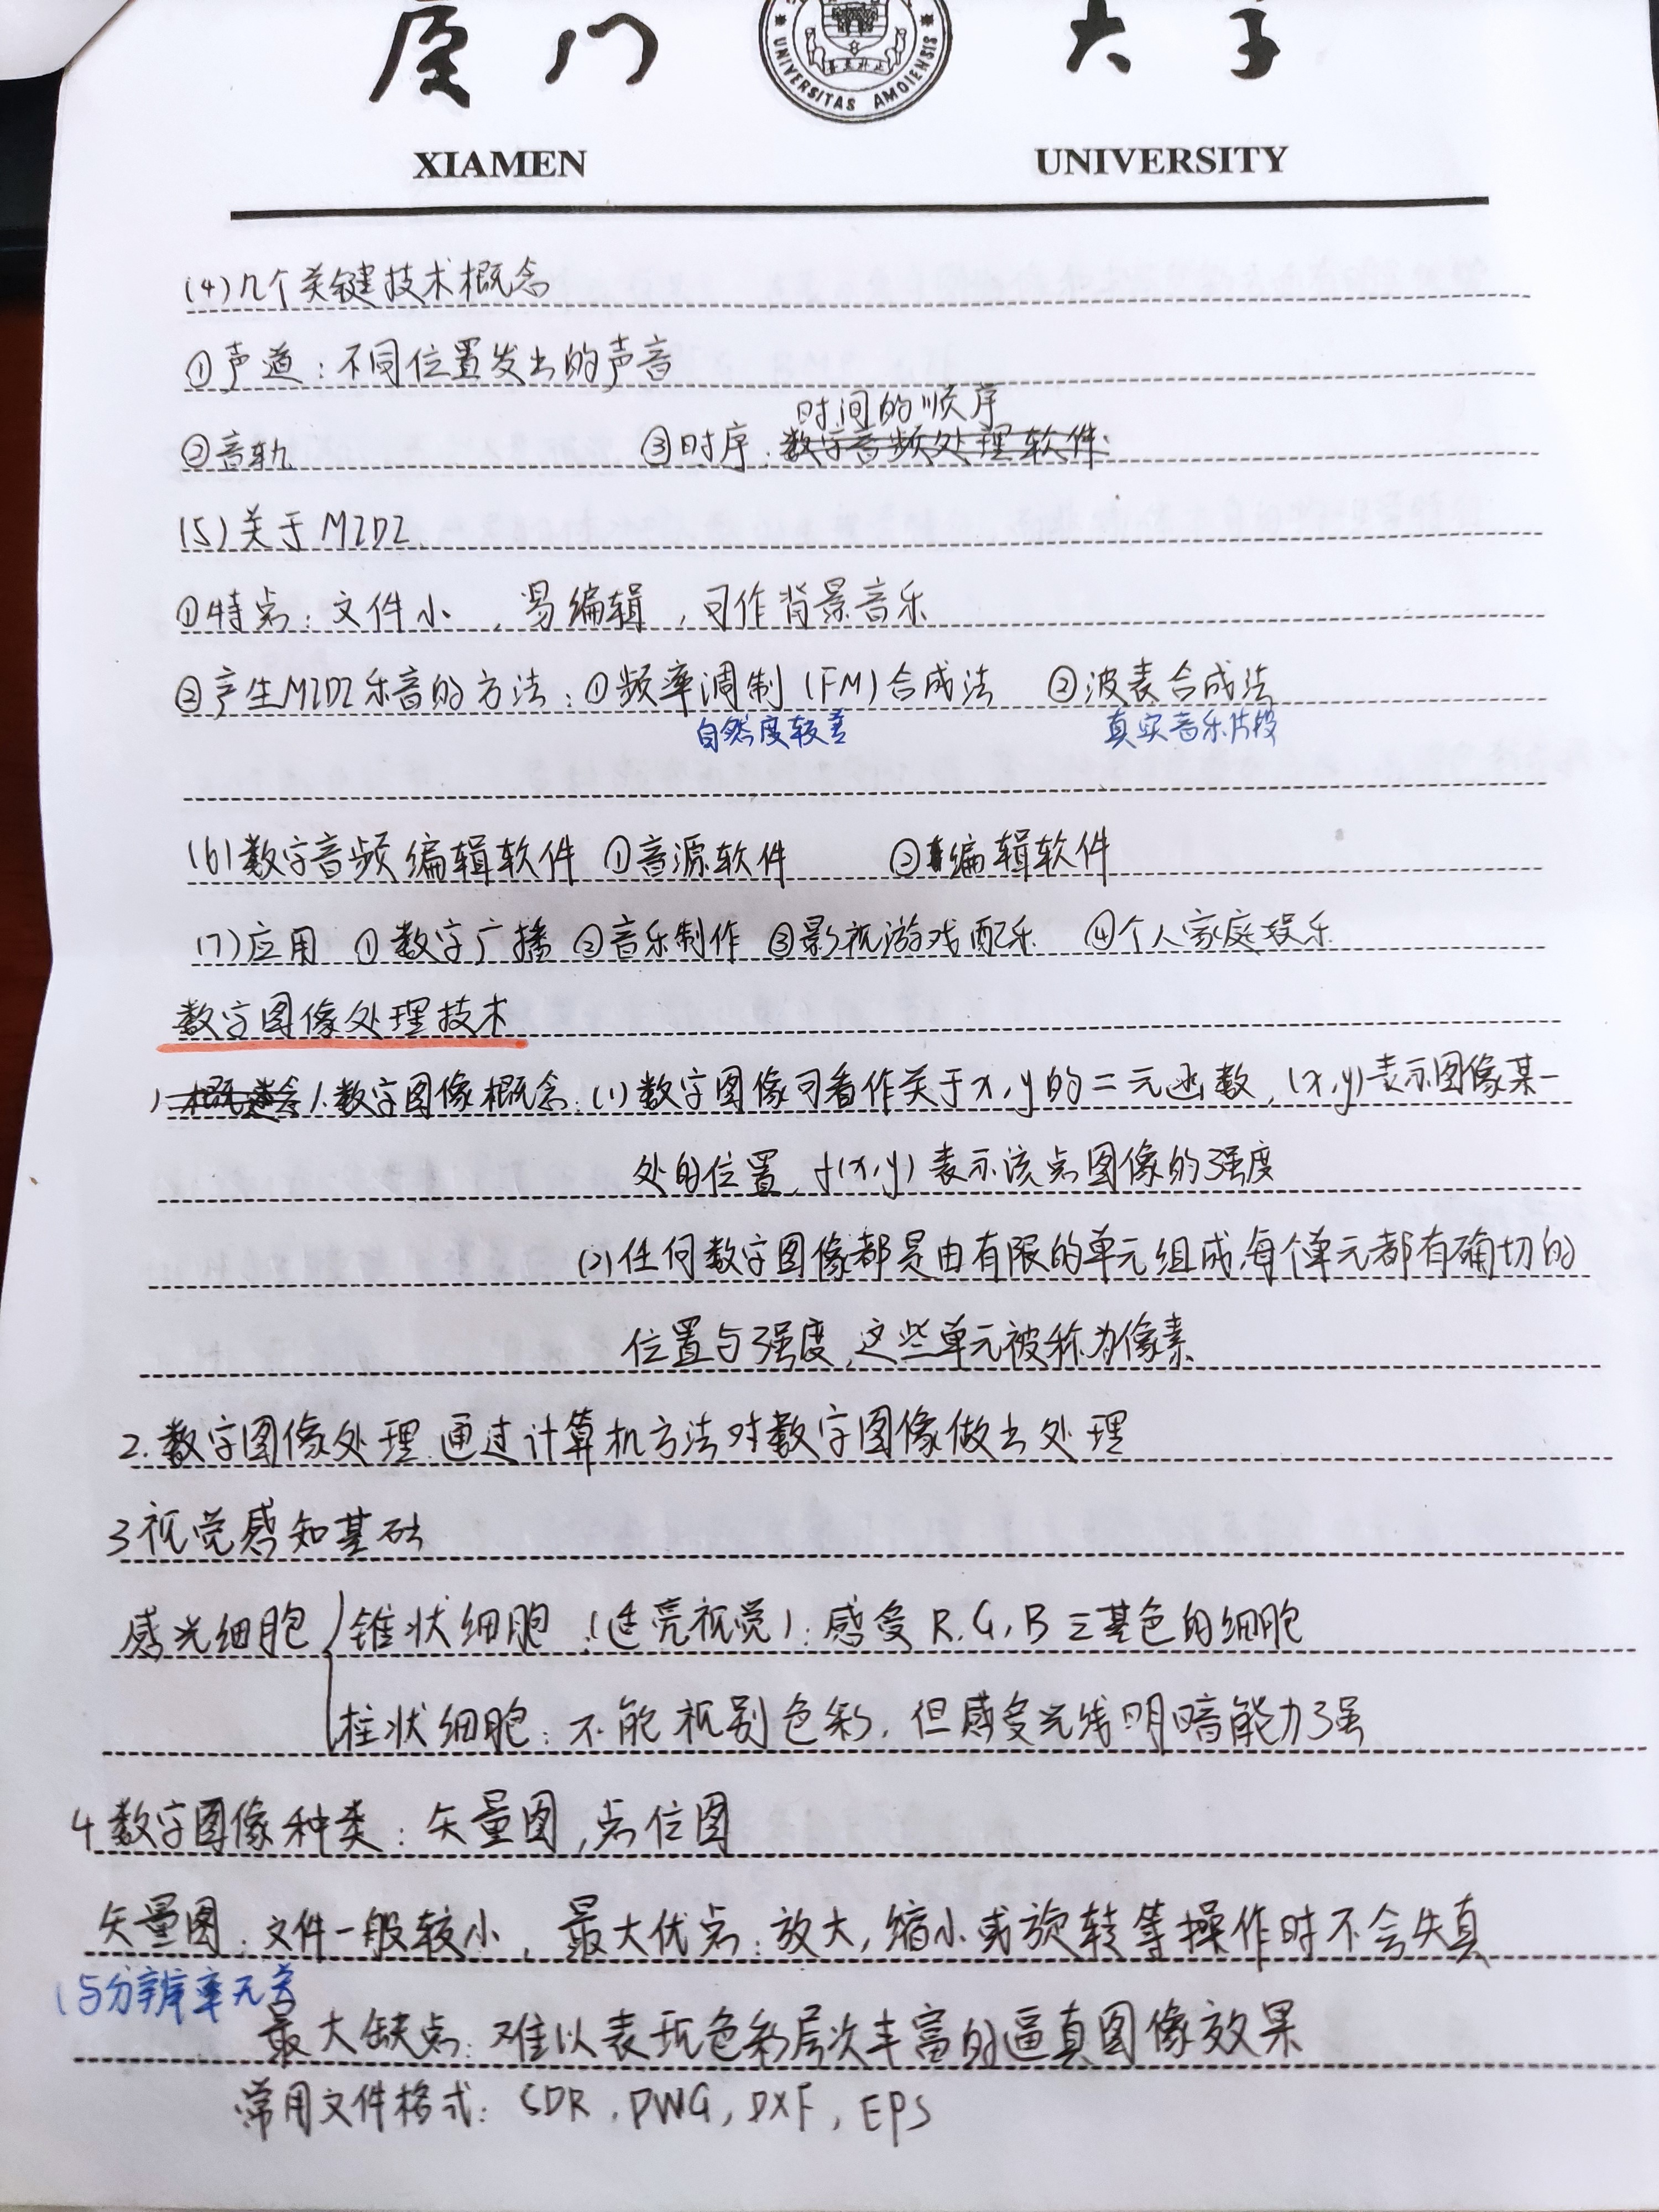 厦门 大学
UNIVERSITAS AMOIENSIS
XIAMEN UNIVERSITY
(4)几个关键技术概念
①声道：不同位置发出的声音
时间的顺序
②音轨 ③时序：数字音频处理软件
(5)关于MIDI
①特点：文件小，易编辑，可作背景音乐
②产生MIDI乐音的方法：①频率调制(FM)合成法 ②波表合成法
自然度较差 真实音乐片段
(6)数字音频编辑软件 ①音源软件 ②编辑软件
(7)应用 ①数字广播 ②音乐制作 ③影视游戏配乐 ④个人家庭娱乐
数字图像处理技术
1.概念 1.数字图像概念：(1)数字图像可看作关于x,y的二元函数，(x,y)表示图像某一
处的位置，f(x,y)表示该点图像的强度
(2)任何数字图像都是由有限的单元组成，每个单元都有确切的
位置与强度，这些单元被称为像素
2.数字图像处理：通过计算机方法对数字图像做出处理
3视觉感知基础
感光细胞 锥状细胞（适亮视觉）：感受R,G,B三基色的细胞
柱状细胞：不能视别色彩，但感受光线明暗能力强
4数字图像种类：矢量图，点位图
矢量图：文件一般较小，最大优点：放大，缩小或旋转等操作时不会失真
(与分辨率无关
最大缺点：难以表现色彩层次丰富的逼真图像效果
常用文件格式：CDR，DWG，DXF，EPS